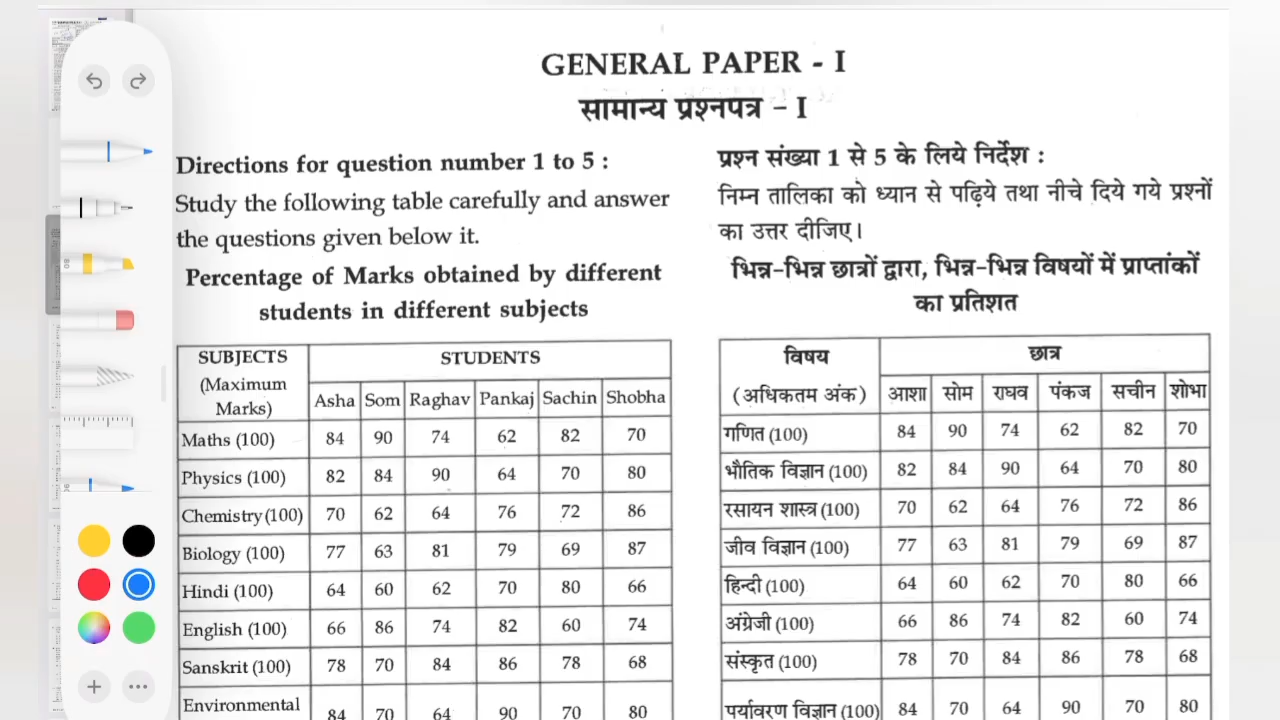 GENERAL PAPER - I
सामान्य प्रश्नपत्र – I
Directions for question number 1 to 5 :
Study the following table carefully and answer
the questions given below it.
Percentage of Marks obtained by different
students in different subjects
SUBJECTS
(Maximum
Marks)
STUDENTS
Asha Som Raghav Pankaj Sachin Shobha
Maths (100) 84 90 74 62 82 70
Physics (100) 82 84 90 64 70 80
Chemistry (100) 70 62 64 76 72 86
Biology (100) 77 63 81 79 69 87
Hindi (100) 64 60 62 70 80 66
English (100) 66 86 74 82 60 74
Sanskrit (100) 78 70 84 86 78 68
Environmental
84 70 64 90 70 80
प्रश्न संख्या 1 से 5 के लिये निर्देश :
निम्न तालिका को ध्यान से पढ़िये तथा नीचे दिये गये प्रश्नों
का उत्तर दीजिए।
भिन्न-भिन्न छात्रों द्वारा, भिन्न-भिन्न विषयों में प्राप्तांकों
का प्रतिशत
विषय
(अधिकतम अंक)
छात्र
आशा सोम राघव पंकज सचीन शोभा
गणित (100) 84 90 74 62 82 70
भौतिक विज्ञान (100) 82 84 90 64 70 80
रसायन शास्त्र (100) 70 62 64 76 72 86
जीव विज्ञान (100) 77 63 81 79 69 87
हिन्दी (100) 64 60 62 70 80 66
अंग्रेजी (100) 66 86 74 82 60 74
संस्कृत (100) 78 70 84 86 78 68
पर्यावरण विज्ञान (100) 84 70 64 90 70 80